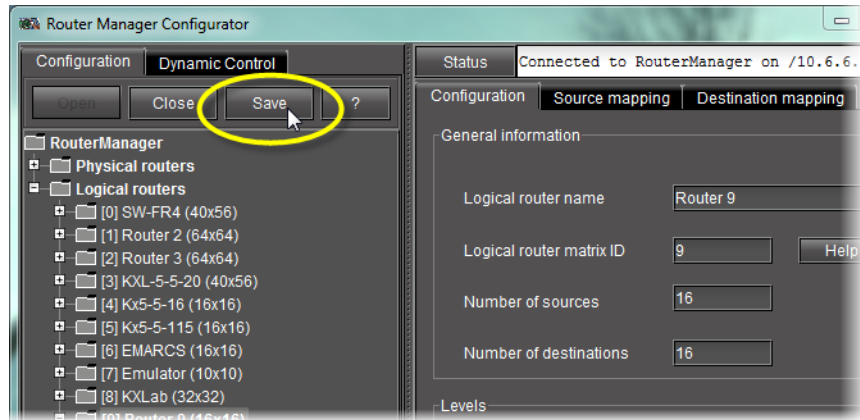 Router Manager Configurator
Configuration Dynamic Control
Open Close Save ?
RouterManager
Physical routers
Logical routers
[0] SW-FR4 (40x56)
[1] Router 2 (64x64)
[2] Router 3 (64x64)
[3] KXL-5-5-20 (40x56)
[4] Kx5-5-16 (16x16)
[5] Kx5-5-115 (16x16)
[6] EMARCS (16x16)
[7] Emulator (10x10)
[8] KXLab (32x32)
[9] Router 9 (16x16)
Status Connected to RouterManager on /10.6.6.
Configuration Source mapping Destination mapping
General information
Logical router name Router 9
Logical router matrix ID 9 Help
Number of sources 16
Number of destinations 16
Levels